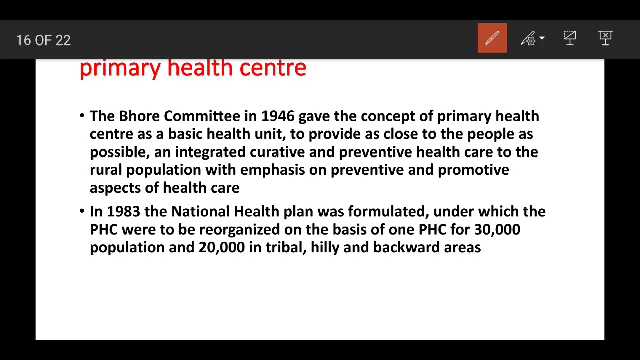 16 OF 22
primary health centre
• The Bhore Committee in 1946 gave the concept of primary health
centre as a basic health unit, to provide as close to the people as
possible, an integrated curative and preventive health care to the
rural population with emphasis on preventive and promotive
aspects of health care
• In 1983 the National Health plan was formulated, under which the
PHC were to be reorganized on the basis of one PHC for 30,000
population and 20,000 in tribal, hilly and backward areas